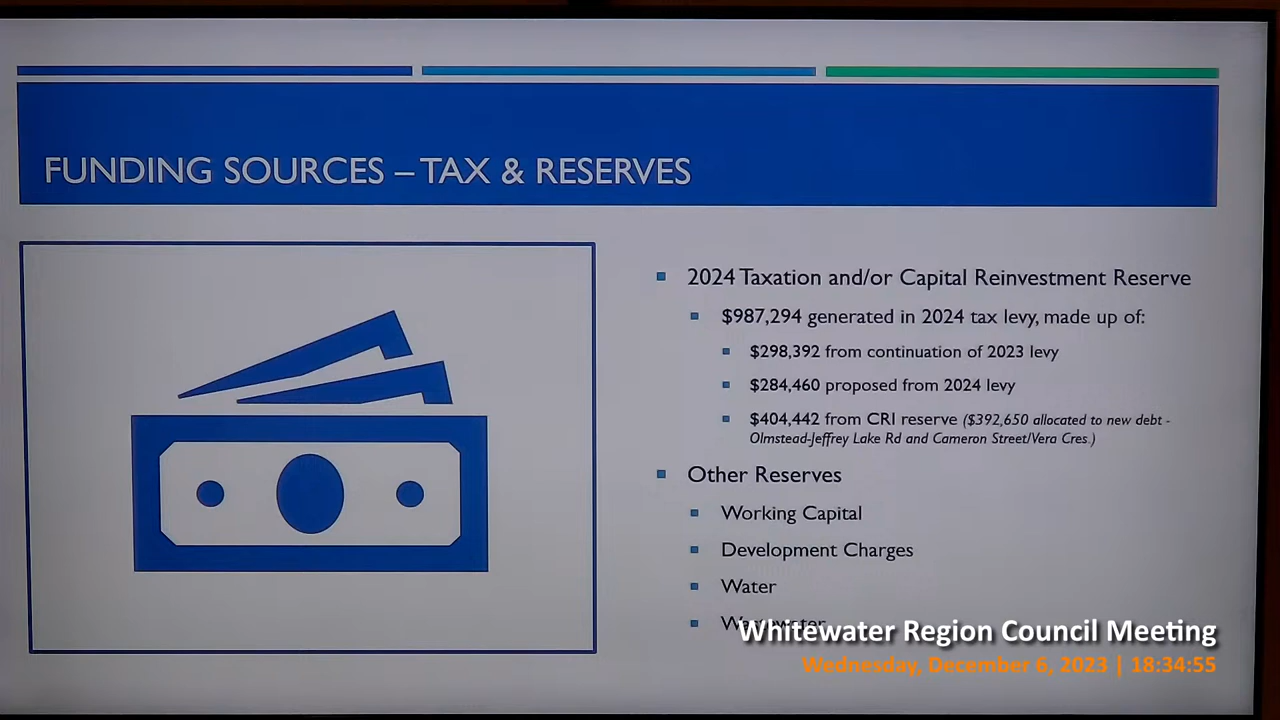 FUNDING SOURCES – TAX & RESERVES
2024 Taxation and/or Capital Reinvestment Reserve
$987,294 generated in 2024 tax levy, made up of:
$298,392 from continuation of 2023 levy
$284,460 proposed from 2024 levy
$404,442 from CRI reserve ($392,650 allocated to new debt -
Olmstead-Jeffrey Lake Rd and Cameron Street/Vera Cres.)
Other Reserves
Working Capital
Development Charges
Water
Wastewater
Whitewater Region Council Meeting
Wednesday, December 6, 2023 | 18:34:55